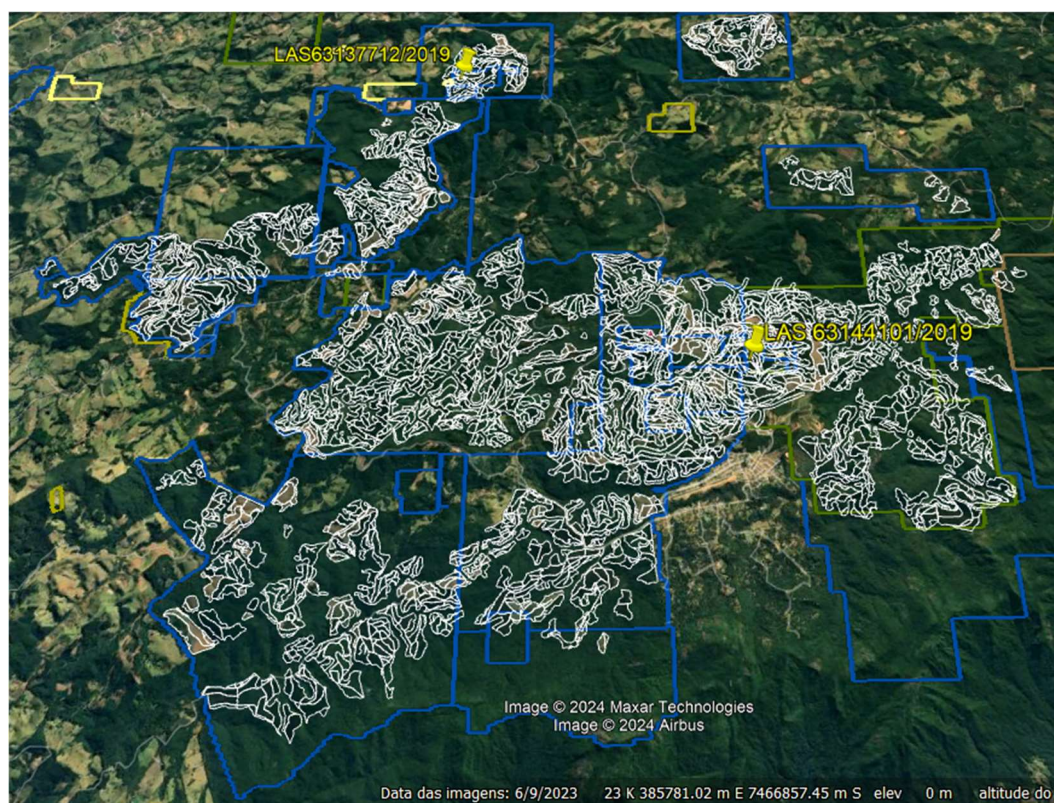 LAS63137712/2019
LAS 63144101/2019
Image © 2024 Maxar Technologies
Image © 2024 Airbus
Data das imagens: 6/9/2023 23 K 385781.02 m E 7466857.45 m S elev 0 m altitude do